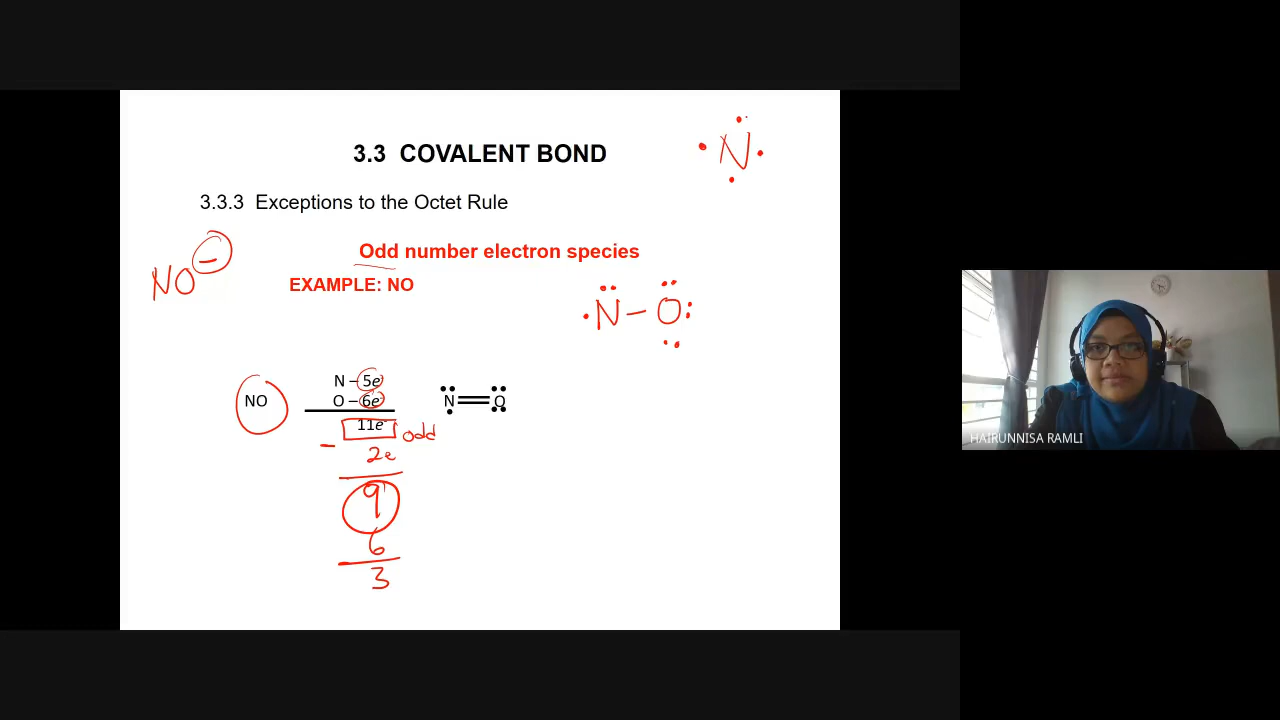 3.3 COVALENT BOND
N
3.3.3 Exceptions to the Octet Rule
NO−
Odd number electron species
EXAMPLE: NO
N – O
NO
N – 5e-
O – 6e-
11e-
odd
N = O
− 2e
9
6
3
HAIRUNNISA RAMLI